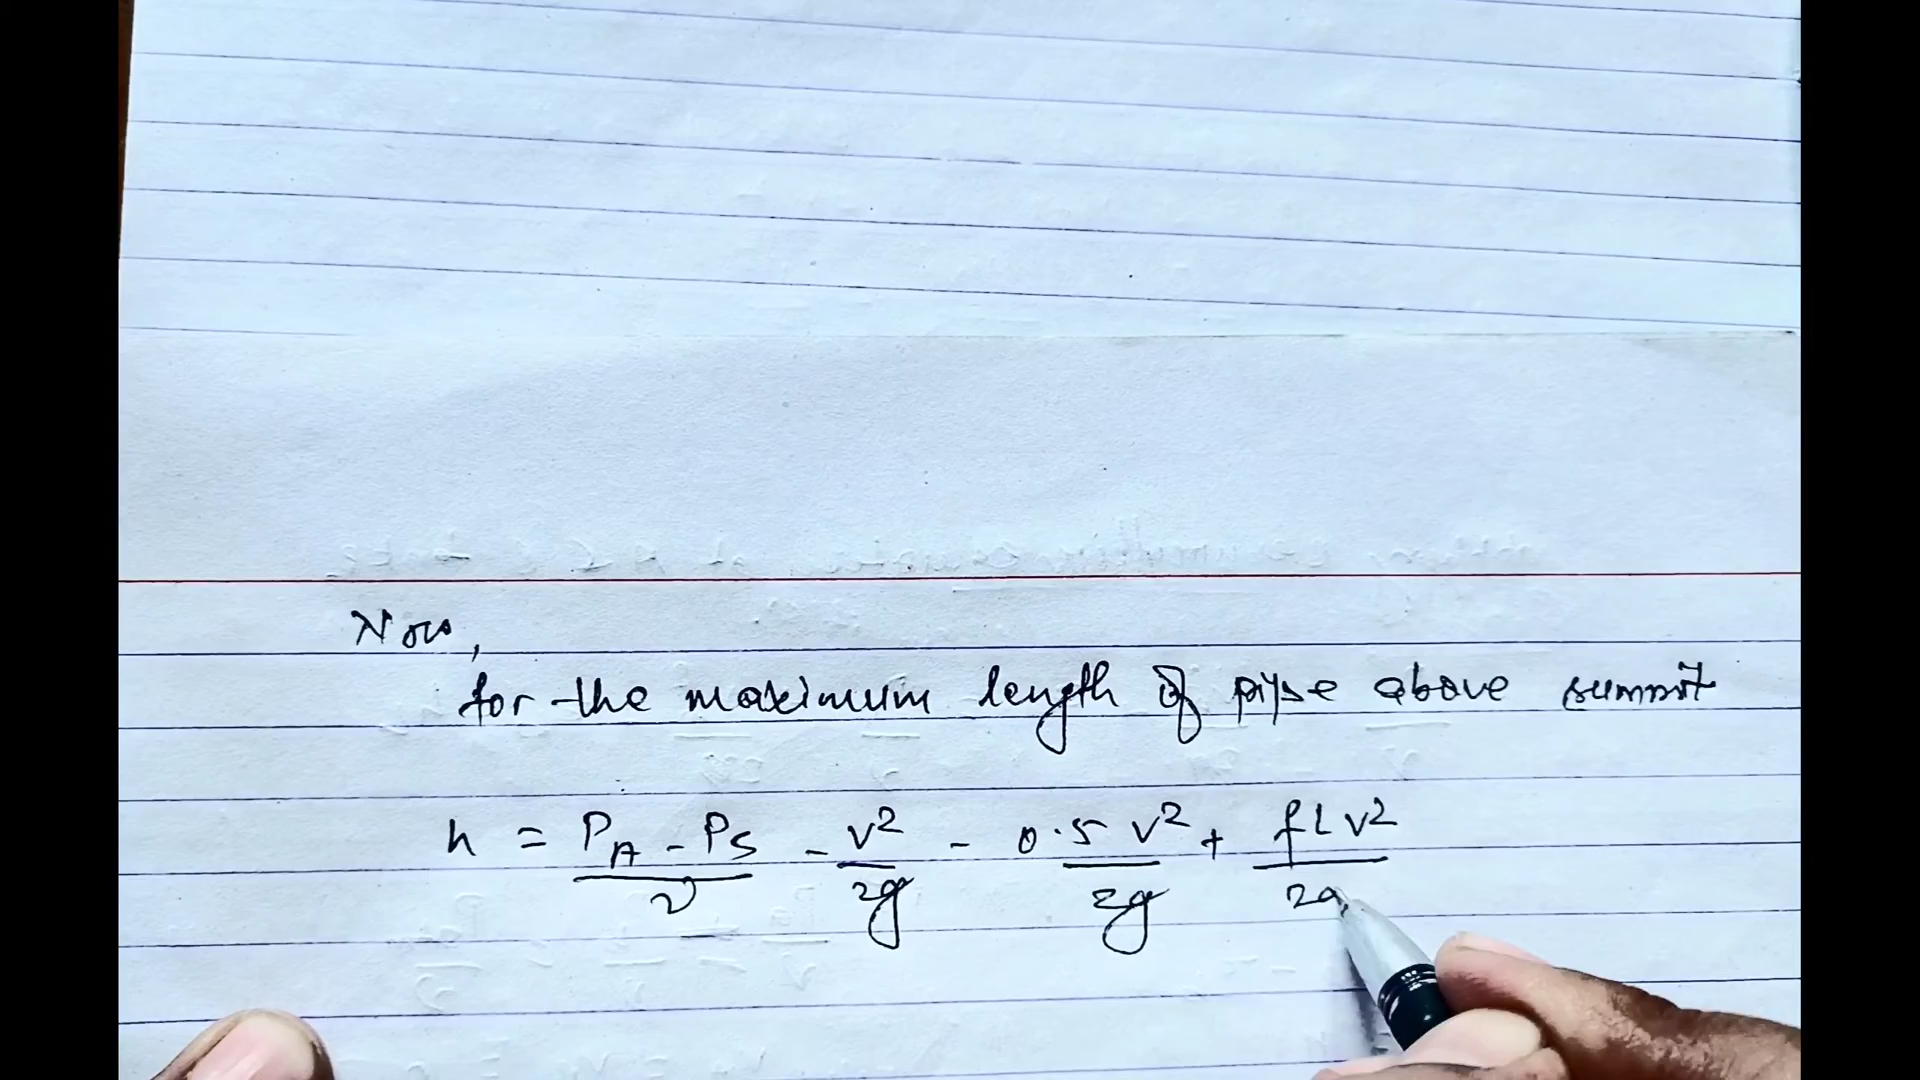 Now,
for the maximum length of pipe above summit
h = (P_A - P_S)/ν - v²/2g - 0.5 v²/2g + fLv²/2g